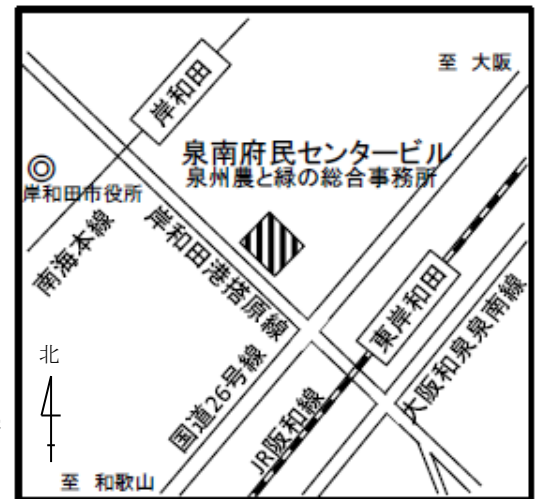 至 大阪
岸和田
泉南府民センタービル
泉州農と緑の総合事務所
岸和田市役所
南海本線
岸和田港搭原線
東岸和田
大阪和泉泉南線
国道26号線
JR阪和線
北
至 和歌山